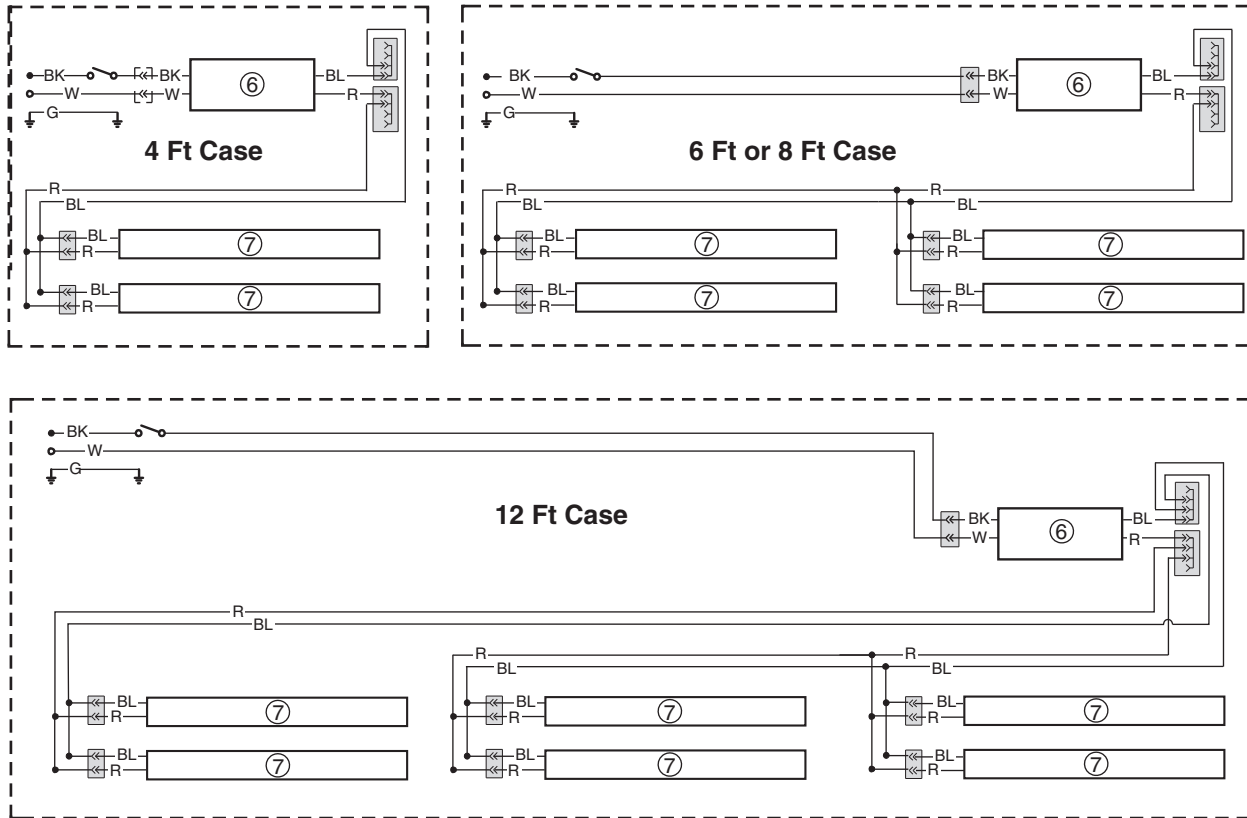 BK BK ⑥ BL
W W R
G
4 Ft Case
R
BL
BL ⑦
R
BL ⑦
R
BK BK ⑥ BL
W W R
G
6 Ft or 8 Ft Case
R R
BL BL
BL ⑦ BL ⑦
R R
BL ⑦ BL ⑦
R R
BK
W
G
12 Ft Case
BK ⑥ BL
W R
R
BL
R R
BL BL
BL ⑦ BL ⑦ BL ⑦
R R R
BL ⑦ BL ⑦ BL ⑦
R R R